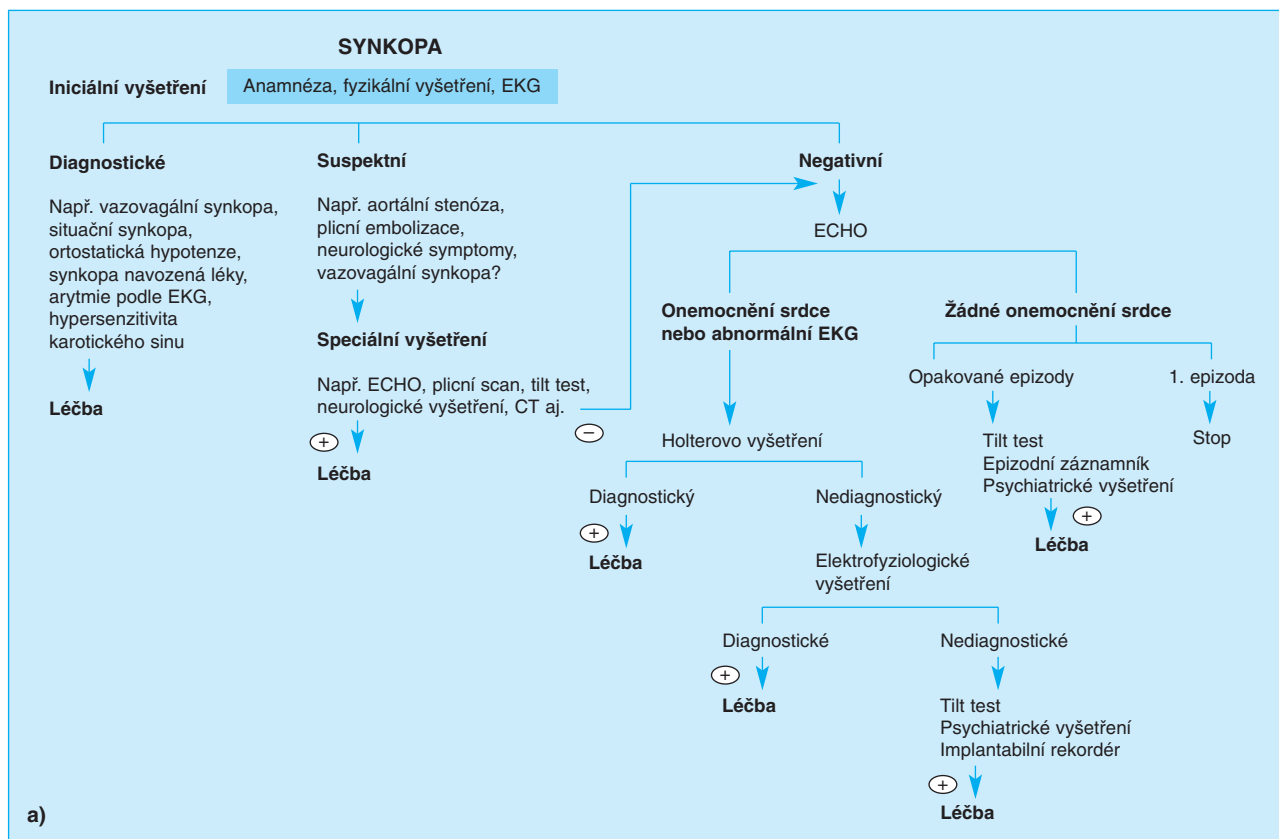 SYNKOPA
Iniciální vyšetření
Anamnéza, fyzikální vyšetření, EKG
Diagnostické
Např. vazovagální synkopa,
situační synkopa,
ortostatická hypotenze,
synkopa navozená léky,
arytmie podle EKG,
hypersenzitivita
karotického sinu
Léčba
Suspektní
Např. aortální stenóza,
plicní embolizace,
neurologické symptomy,
vazovagální synkopa?
Speciální vyšetření
Např. ECHO, plicní scan, tilt test,
neurologické vyšetření, CT aj.
+
−
Léčba
Negativní
ECHO
Onemocnění srdce
nebo abnormální EKG
Holterovo vyšetření
Diagnostický
+
Léčba
Nediagnostický
Elektrofyziologické
vyšetření
Diagnostické
+
Léčba
Nediagnostické
Tilt test
Psychiatrické vyšetření
Implantabilní rekordér
+
Léčba
Žádné onemocnění srdce
Opakované epizody
Tilt test
Epizodní záznamník
Psychiatrické vyšetření
+
Léčba
1. epizoda
Stop
a)